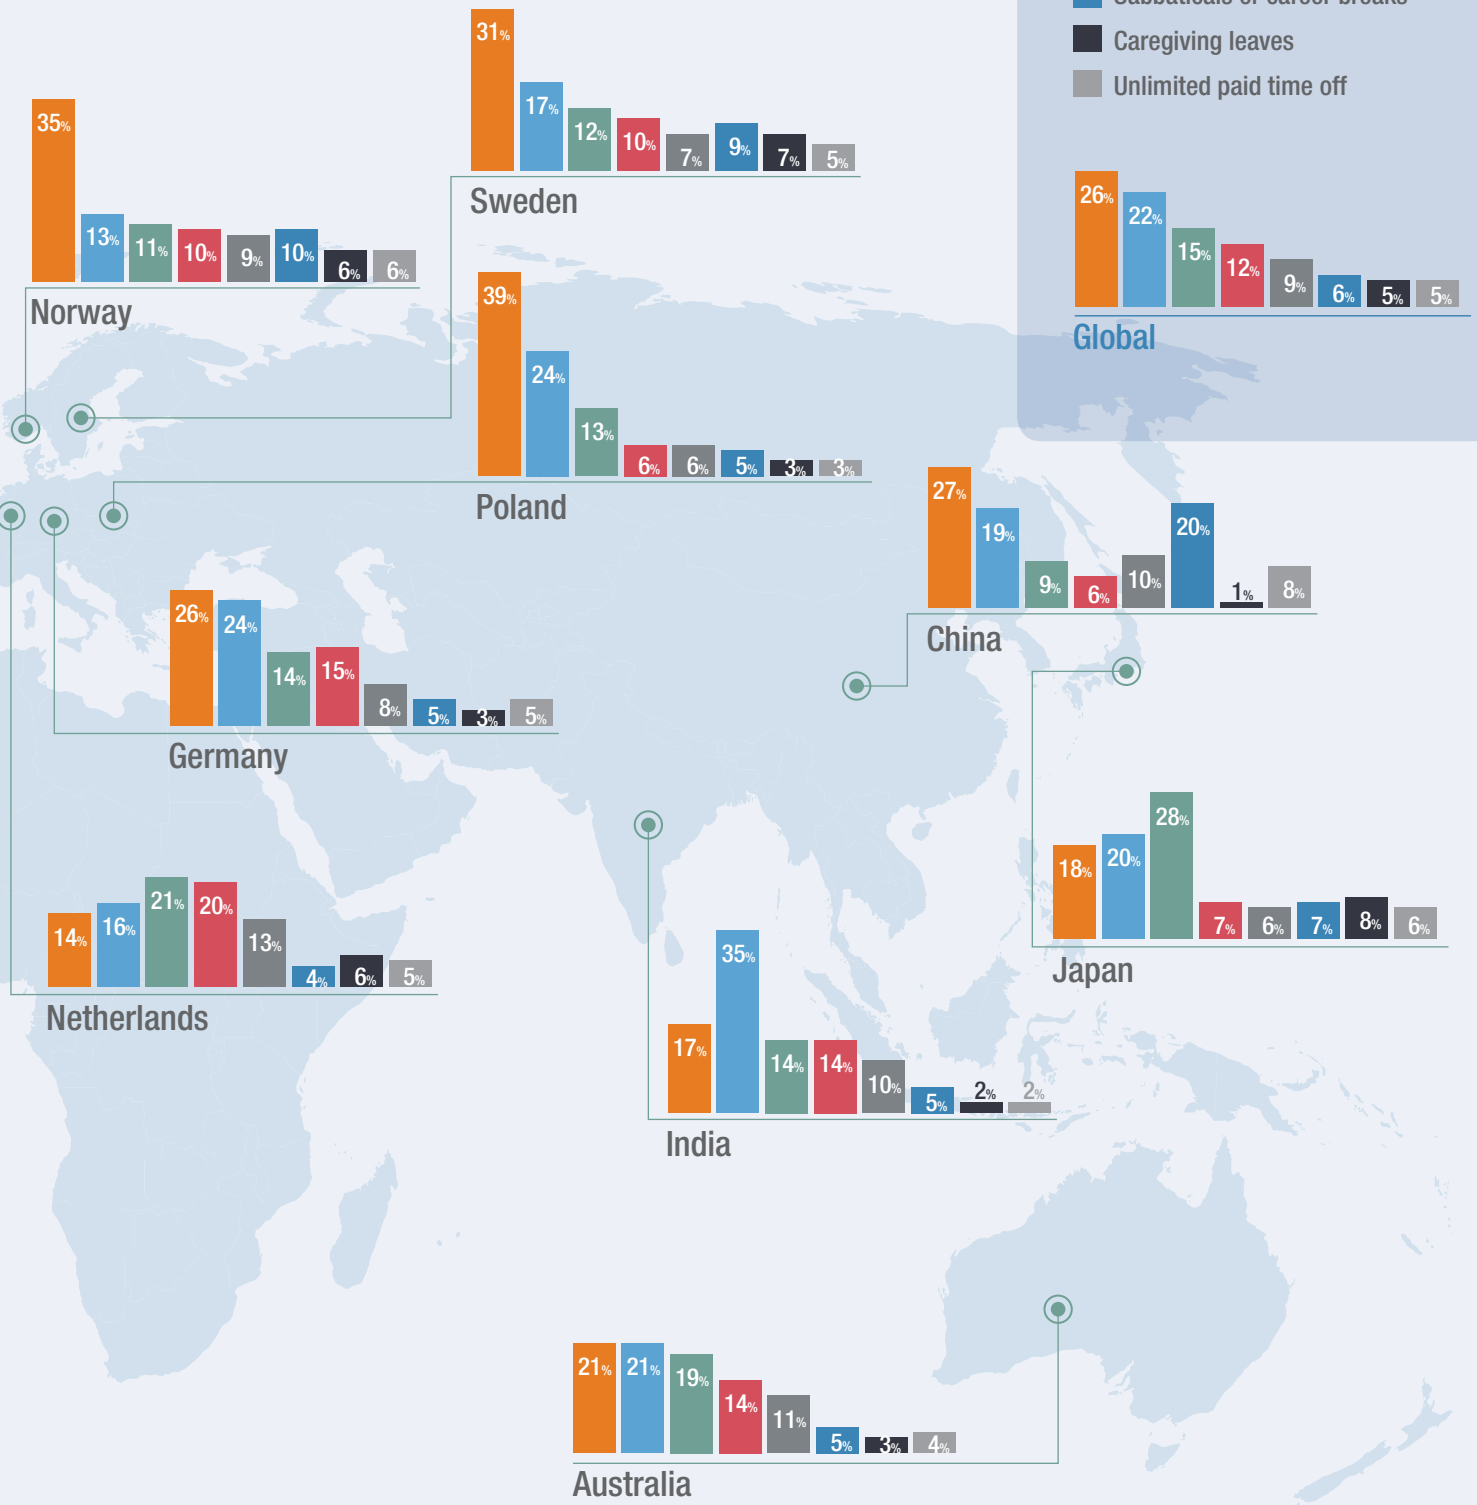 Sabbaticals or career breaks
Caregiving leaves
Unlimited paid time off
26% 22% 15% 12% 9% 6% 5% 5%
Global
31% 17% 12% 10% 7% 9% 7% 5%
Sweden
35% 13% 11% 10% 9% 10% 6% 6%
Norway
39% 24% 13% 6% 6% 5% 3% 3%
Poland
27% 19% 9% 6% 10% 20% 1% 8%
China
26% 24% 14% 15% 8% 5% 3% 5%
Germany
18% 20% 28% 7% 6% 7% 8% 6%
Japan
14% 16% 21% 20% 13% 4% 6% 5%
Netherlands
17% 35% 14% 14% 10% 5% 2% 2%
India
21% 21% 19% 14% 11% 5% 3% 4%
Australia